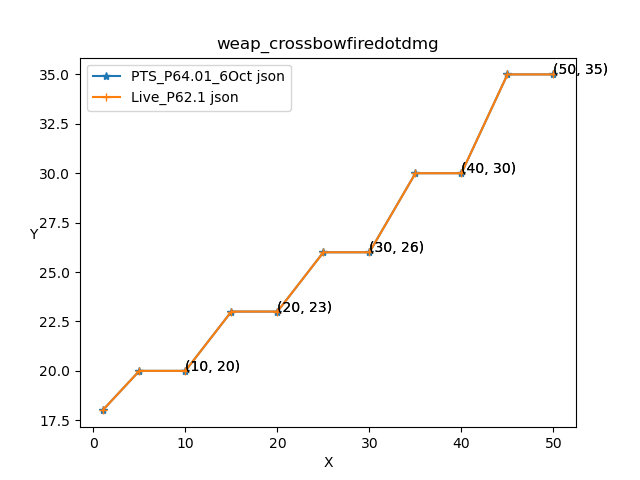 weap_crossbowfiredotdmg
PTS_P64.01_6Oct json
Live_P62.1 json
35.0
32.5
30.0
27.5
25.0
22.5
20.0
17.5
Y
(50, 35)
(40, 30)
(30, 26)
(20, 23)
(10, 20)
0 10 20 30 40 50
X